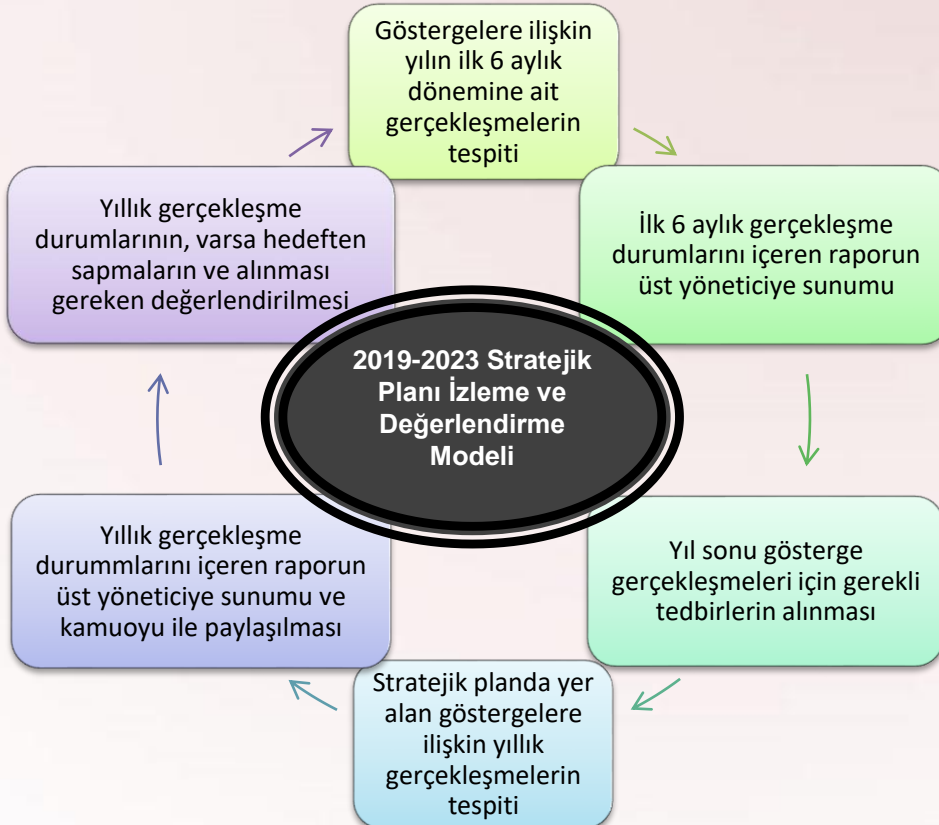 Göstergelere ilişkin
yılın ilk 6 aylık
dönemine ait
gerçekleşmelerin
tespiti
İlk 6 aylık gerçekleşme
durumlarını içeren raporun
üst yöneticiye sunumu
Yıl sonu gösterge
gerçekleşmeleri için gerekli
tedbirlerin alınması
Stratejik planda yer
alan göstergelere
ilişkin yıllık
gerçekleşmelerin
tespiti
Yıllık gerçekleşme
durummlarını içeren raporun
üst yöneticiye sunumu ve
kamuoyu ile paylaşılması
Yıllık gerçekleşme
durumlarının, varsa hedeften
sapmaların ve alınması
gereken değerlendirilmesi
2019-2023 Stratejik
Planı İzleme ve
Değerlendirme
Modeli